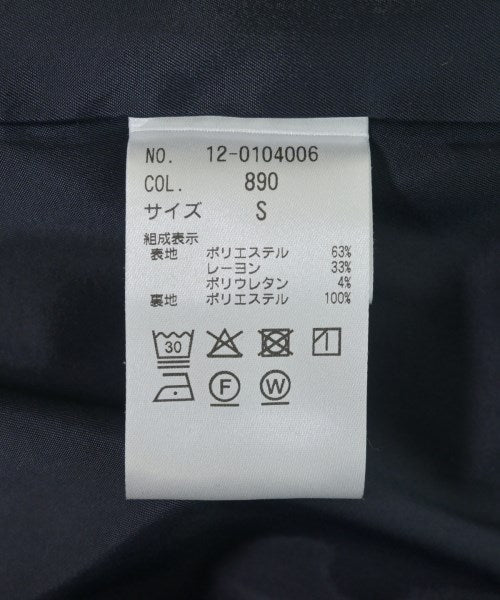 NO. 12-0104006
COL. 890
サイズ S
組成表示
表地 ポリエステル 63%
レーヨン 33%
ポリウレタン 4%
裏地 ポリエステル 100%
30
F W